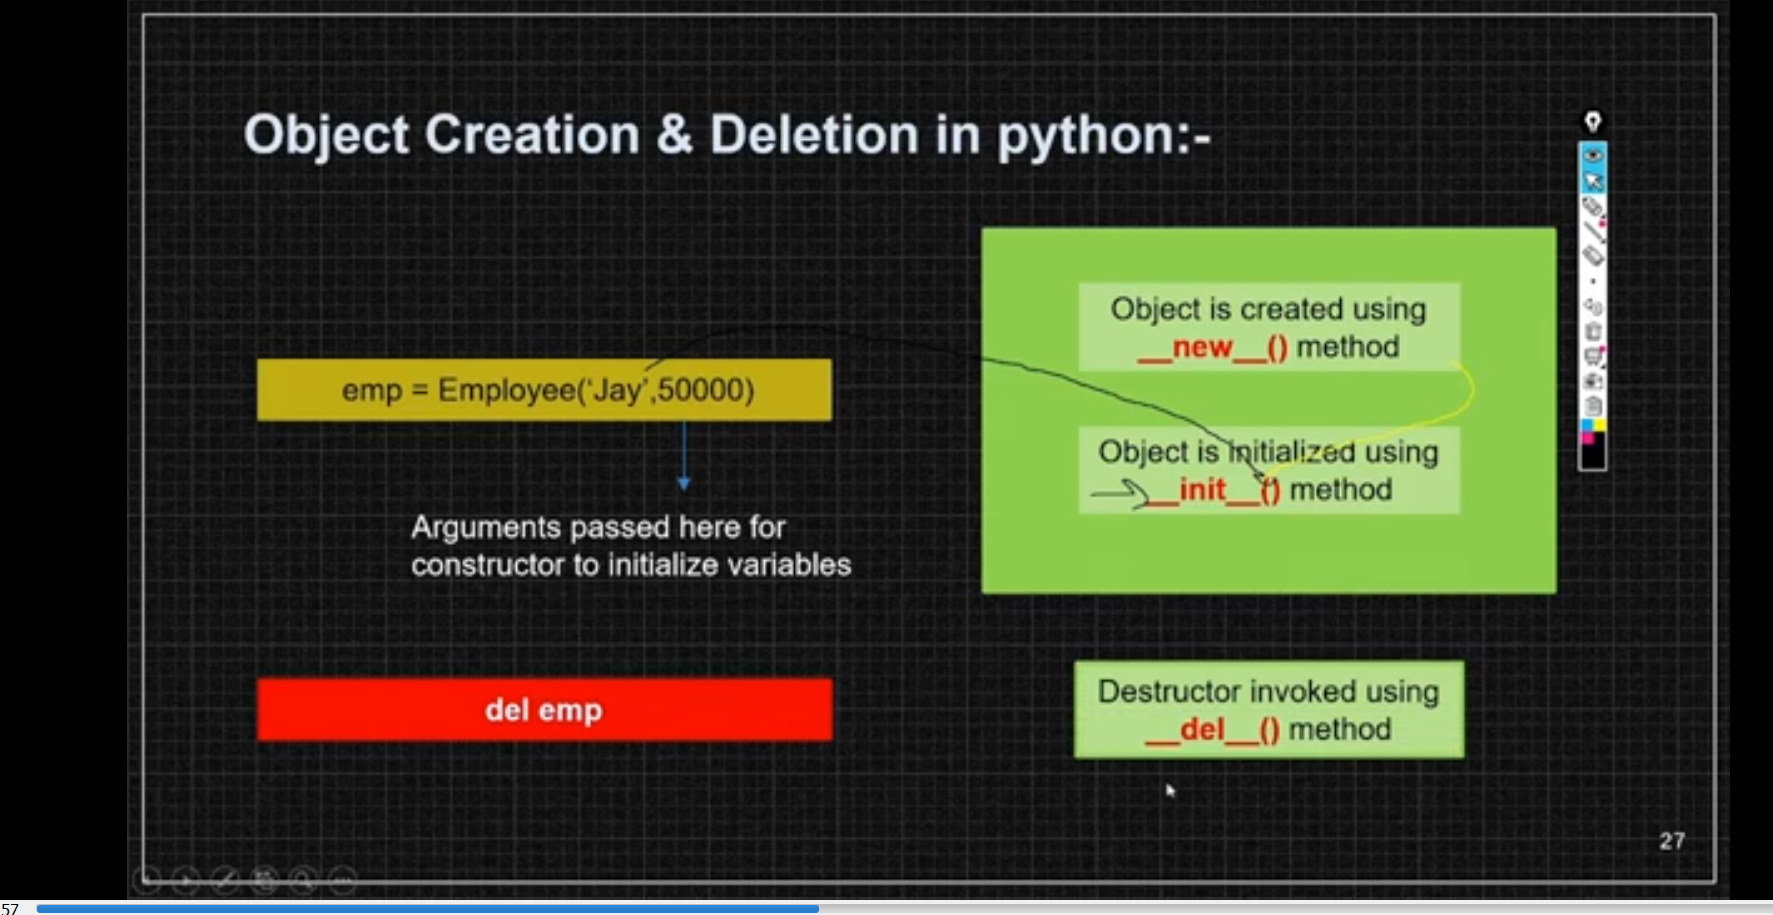 Object Creation & Deletion in python:-
emp = Employee(‘Jay’,50000)
Arguments passed here for
constructor to initialize variables
Object is created using
__new__() method
Object is initialized using
__init__() method
del emp
Destructor invoked using
__del__() method
27
57